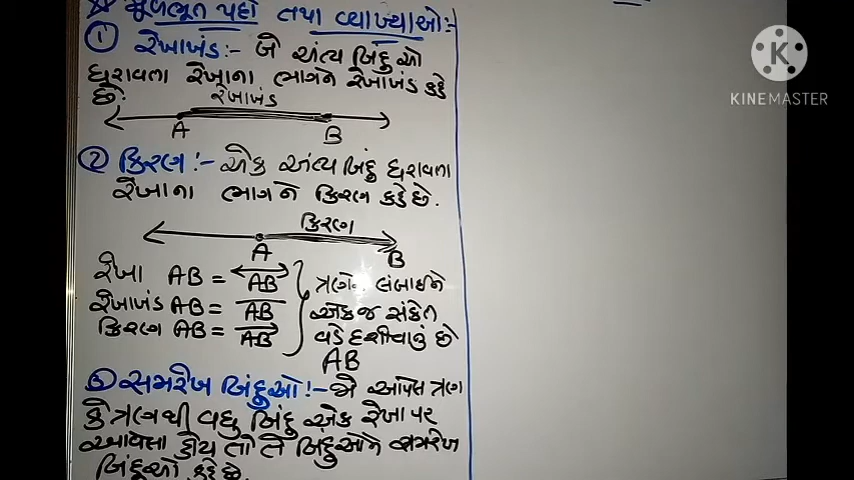 મૂળભૂત પદો તથા વ્યાખ્યાઓ:-
① રેખાખંડ:- બે અંત્ય બિંદુઓ
ધરાવતા રેખાના ભાગને રેખાખંડ કહે
છે.
રેખાખંડ
A B
② કિરણ:- એક અંત્ય બિંદુ ધરાવતા
રેખાના ભાગને કિરણ કહે છે.
કિરણ
A B
રેખા AB = AB
રેખાખંડ AB = AB
કિરણ AB = AB
ત્રણેની લંબાઈને
એક જ સંકેત
વડે દર્શાવાનું છે
AB
③ સમરેખ બિંદુઓ:- જો આપેલ ત્રણ
કે ત્રણથી વધુ બિંદુ એક રેખા પર
આવેલા હોય તો તે બિંદુઓને સમરેખ
બિંદુઓ કહે છે.
KINEMASTER